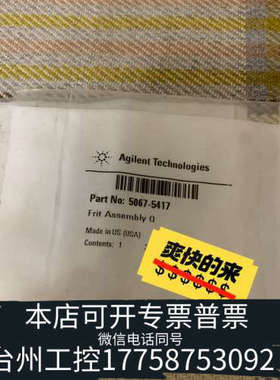 Agilent Technologies
Part No: 5067-5417
Frit Assembly Q
Made in US (USA)
Contents: 1
爽快的来
$$$$$$
本店可开专票普票
微信电话同号
台州工控17758753092